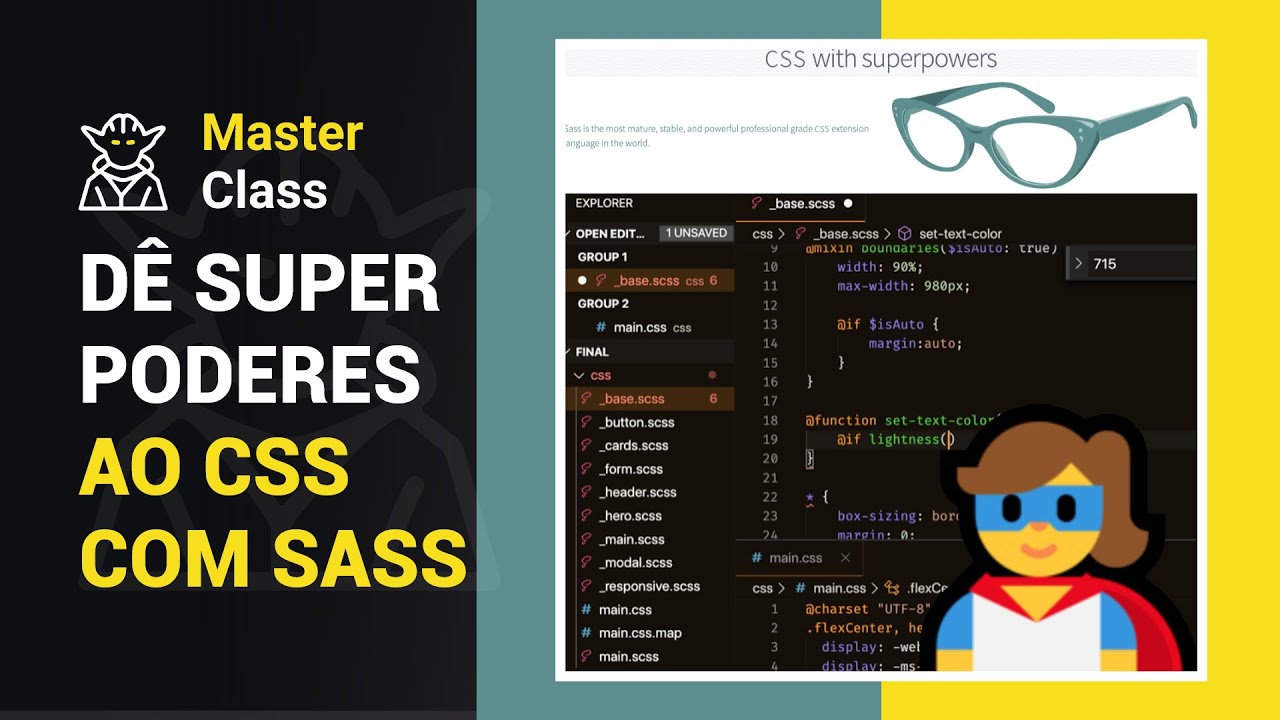 Master
Class
DÊ SUPER
PODERES
AO CSS
COM SASS
CSS with superpowers
Sass is the most mature, stable, and powerful professional grade CSS extension
language in the world.
EXPLORER
OPEN EDIT... 1 UNSAVED
GROUP 1
_base.scss css 6
GROUP 2
# main.css css
FINAL
css
_base.scss 6
_button.scss
_cards.scss
_form.scss
_header.scss
_hero.scss
_main.scss
_modal.scss
_responsive.scss
# main.css
# main.css.map
main.scss
_base.scss
css > _base.scss > set-text-color
> 715
9 @mixin boundaries($isAuto: true)
10 width: 90%;
11 max-width: 980px;
12
13 @if $isAuto {
14 margin:auto;
15 }
16 }
17
18 @function set-text-color(
19 @if lightness()
20 }
21
22 * {
23 box-sizing: bord
24 margin: 0;
# main.css
css > # main.css > .flexCe
1 @charset "UTF-8"
2 .flexCenter, he
3 display: -web
4 display: -ms-